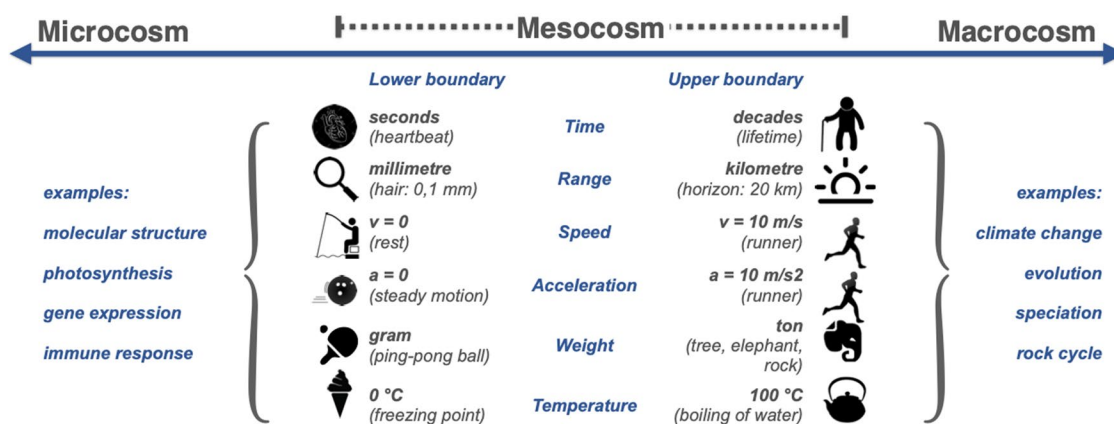 Microcosm
Mesocosm
Macrocosm
Lower boundary
Upper boundary
examples:
molecular structure
photosynthesis
gene expression
immune response
seconds
(heartbeat)
Time
decades
(lifetime)
millimetre
(hair: 0,1 mm)
Range
kilometre
(horizon: 20 km)
v = 0
(rest)
Speed
v = 10 m/s
(runner)
a = 0
(steady motion)
Acceleration
a = 10 m/s2
(runner)
gram
(ping-pong ball)
Weight
ton
(tree, elephant,
rock)
0 °C
(freezing point)
Temperature
100 °C
(boiling of water)
examples:
climate change
evolution
speciation
rock cycle